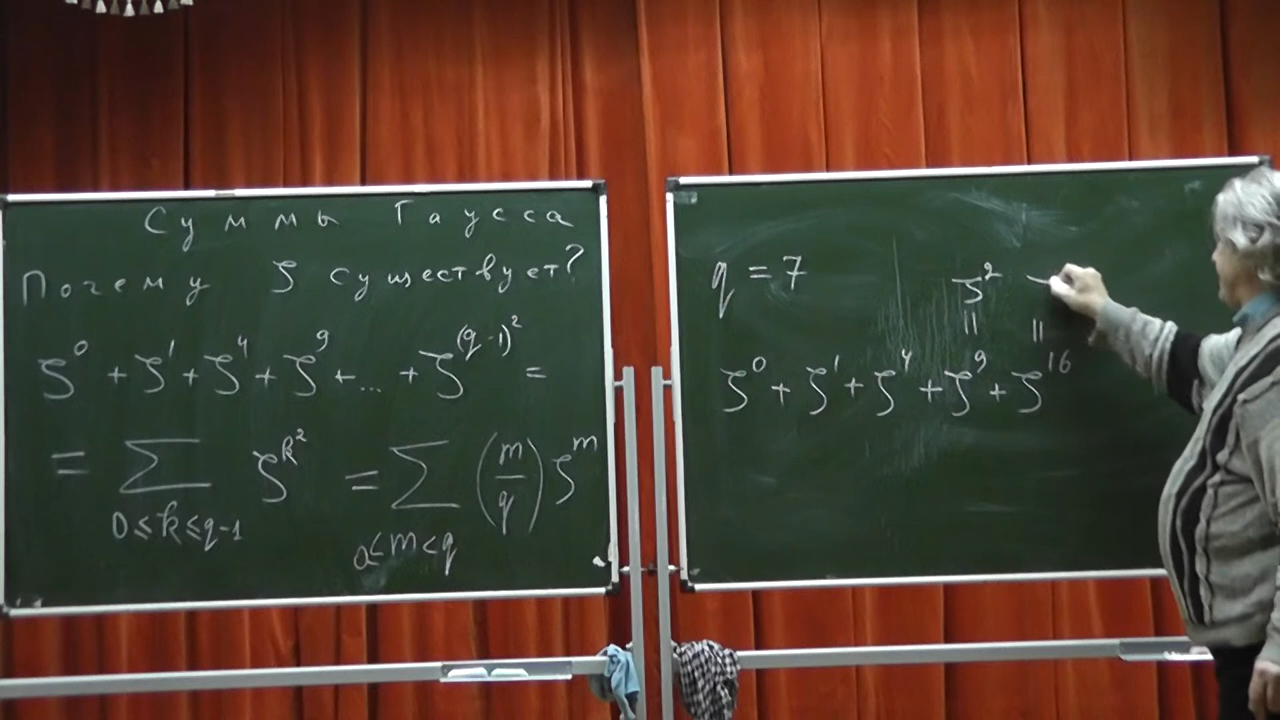 Суммы Гаусса
Почему ζ существует?
ζ⁰ + ζ¹ + ζ⁴ + ζ⁹ + ... + ζ^(q-1)² =
= ∑ ζ^k² = ∑ (m/q) ζ^m
0≤k≤q-1 0≤m<q
q = 7
ζ²
|| ||
ζ⁰ + ζ¹ + ζ⁴ + ζ⁹ + ζ¹⁶